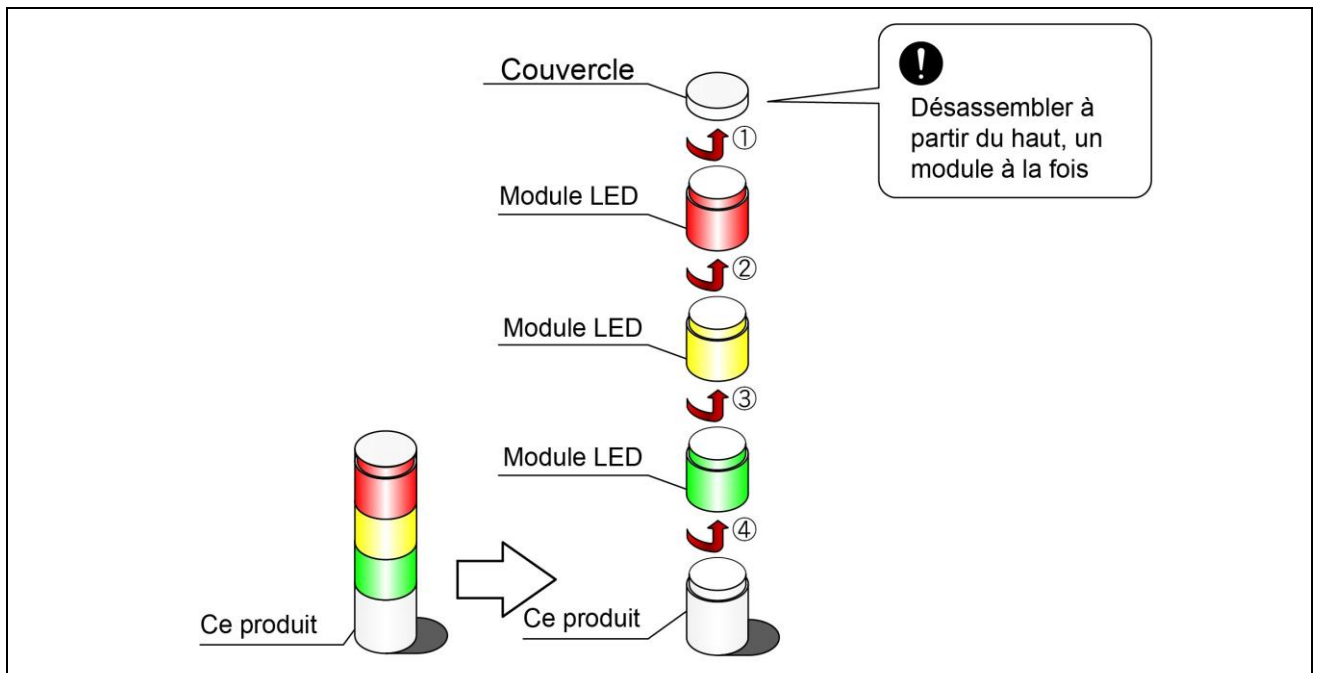 Couvercle
!
Désassembler à
partir du haut, un
module à la fois
①
Module LED
②
Module LED
③
Module LED
④
Ce produit
Ce produit